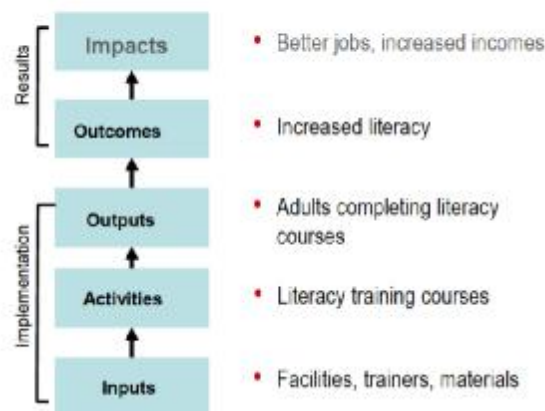 Results
Impacts
Better jobs, increased incomes
Outcomes
Increased literacy
Implementation
Outputs
Adults completing literacy
courses
Activities
Literacy training courses
Inputs
Facilities, trainers, materials